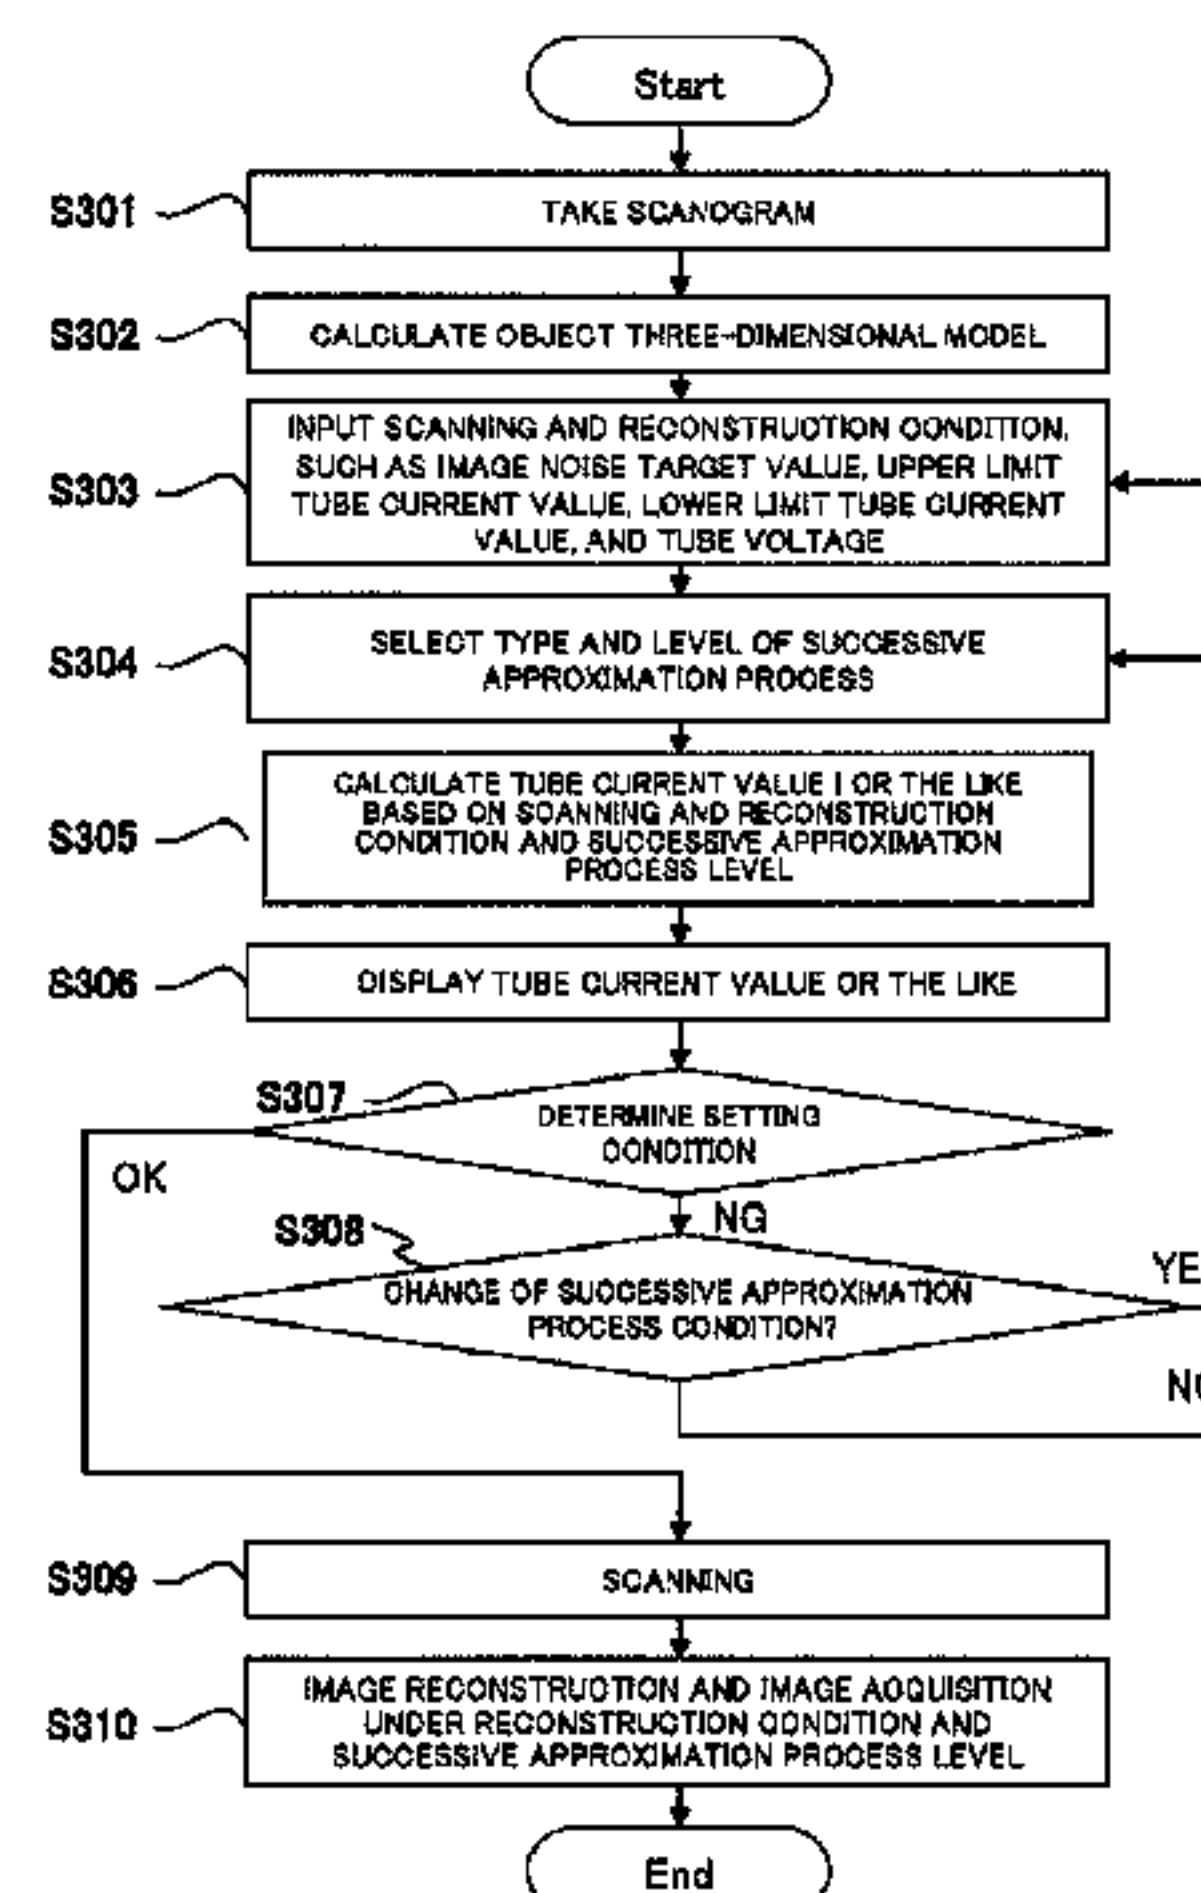 Start
S301
TAKE SCANOGRAM
S302
CALCULATE OBJECT THREE-DIMENSIONAL MODEL
S303
INPUT SCANNING AND RECONSTRUCTION CONDITION,
SUCH AS IMAGE NOISE TARGET VALUE, UPPER LIMIT
TUBE CURRENT VALUE, LOWER LIMIT TUBE CURRENT
VALUE, AND TUBE VOLTAGE
S304
SELECT TYPE AND LEVEL OF SUCCESSIVE
APPROXIMATION PROCESS
S305
CALCULATE TUBE CURRENT VALUE I OR THE LIKE
BASED ON SCANNING AND RECONSTRUCTION
CONDITION AND SUCCESSIVE APPROXIMATION
PROCESS LEVEL
S306
DISPLAY TUBE CURRENT VALUE OR THE LIKE
S307
DETERMINE SETTING
CONDITION
OK
NG
S308
CHANGE OF SUCCESSIVE APPROXIMATION
PROCESS CONDITION?
YE
NO
S309
SCANNING
S310
IMAGE RECONSTRUCTION AND IMAGE ACQUISITION
UNDER RECONSTRUCTION CONDITION AND
SUCCESSIVE APPROXIMATION PROCESS LEVEL
End